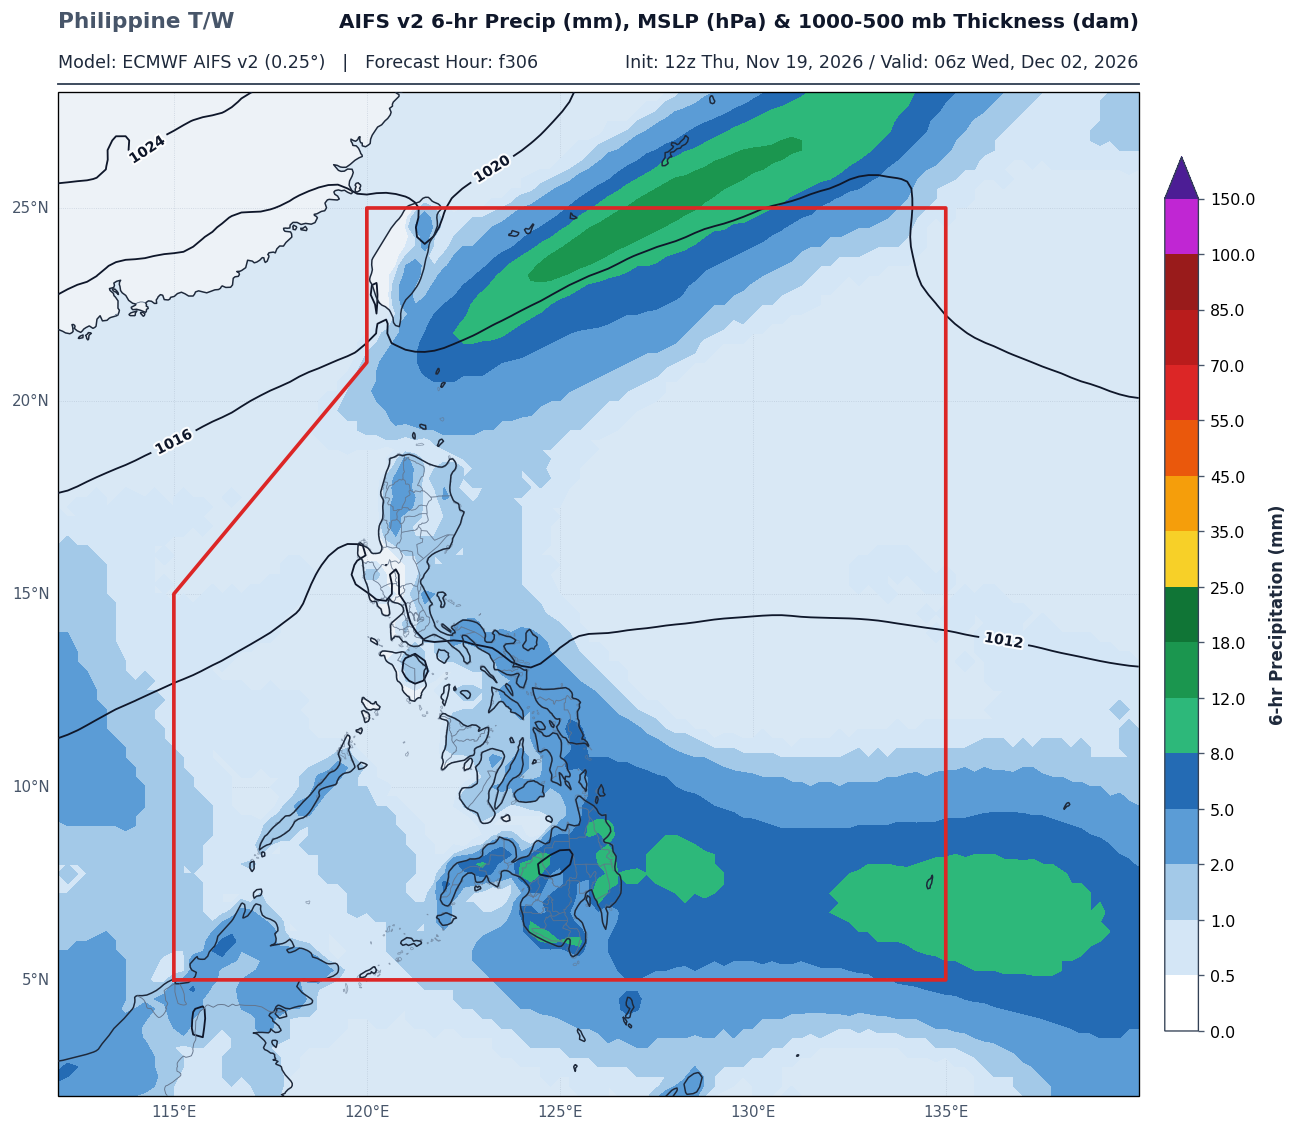 Philippine T/W
AIFS v2 6-hr Precip (mm), MSLP (hPa) & 1000-500 mb Thickness (dam)
Model: ECMWF AIFS v2 (0.25°) | Forecast Hour: f306
Init: 12z Thu, Nov 19, 2026 / Valid: 06z Wed, Dec 02, 2026
1024
1020
1016
1012
25°N
20°N
15°N
10°N
5°N
115°E
120°E
125°E
130°E
135°E
150.0
100.0
85.0
70.0
55.0
45.0
35.0
25.0
18.0
12.0
8.0
5.0
2.0
1.0
0.5
0.0
6-hr Precipitation (mm)